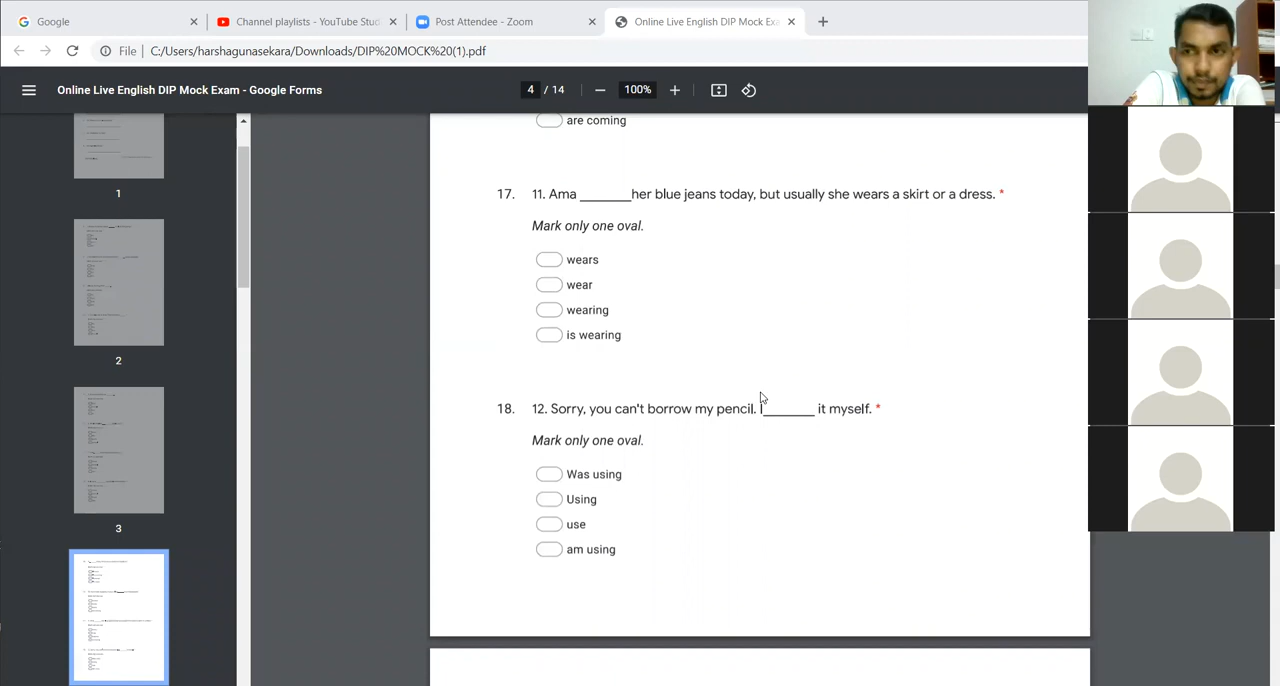 Google
Channel playlists - YouTube Stud
Post Attendee - Zoom
Online Live English DIP Mock Exa
File | C:/Users/harshagunasekara/Downloads/DIP%20MOCK%20(1).pdf
Online Live English DIP Mock Exam - Google Forms
4 / 14
100%
are coming
17. 11. Ama _______her blue jeans today, but usually she wears a skirt or a dress. *
Mark only one oval.
wears
wear
wearing
is wearing
18. 12. Sorry, you can't borrow my pencil. I_______ it myself. *
Mark only one oval.
Was using
Using
use
am using
1
2
3